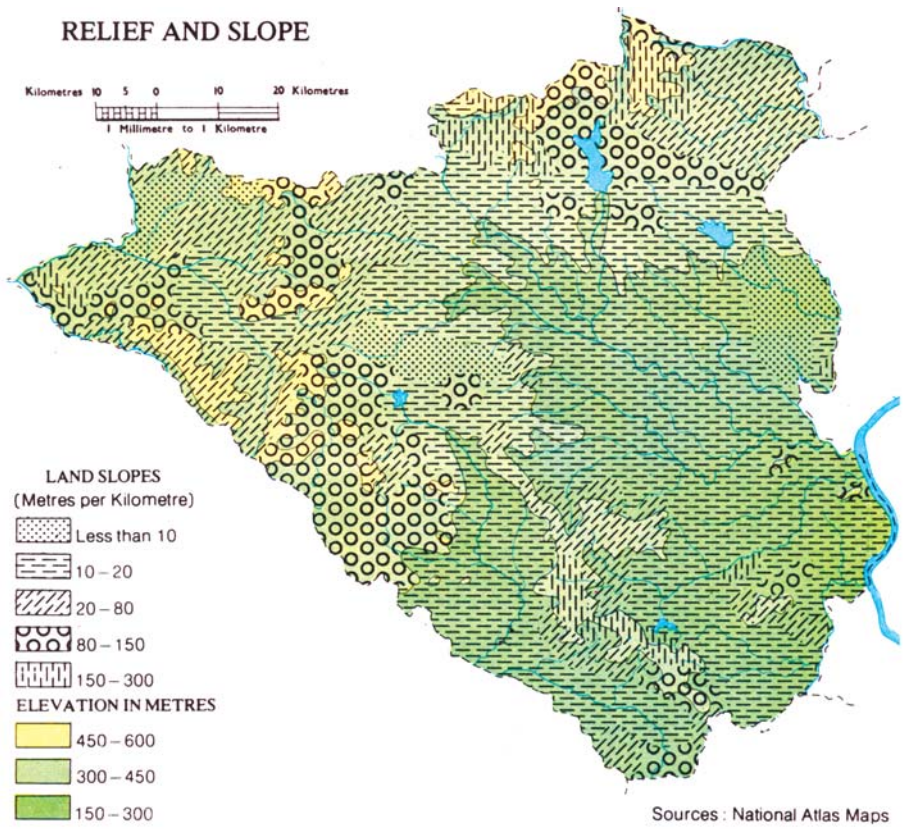 RELIEF AND SLOPE
Kilometres 10 5 0 10 20 Kilometres
1 Millimetre to 1 Kilometre
LAND SLOPES
(Metres per Kilometre)
Less than 10
10–20
20–80
80–150
150–300
ELEVATION IN METRES
450–600
300–450
150–300
Sources : National Atlas Maps